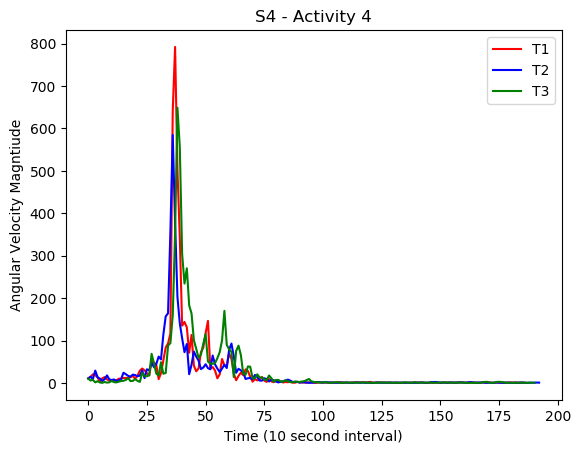 S4 - Activity 4
800
700
600
500
400
300
200
100
0
Angular Velocity Magntiude
T1
T2
T3
0 25 50 75 100 125 150 175 200
Time (10 second interval)